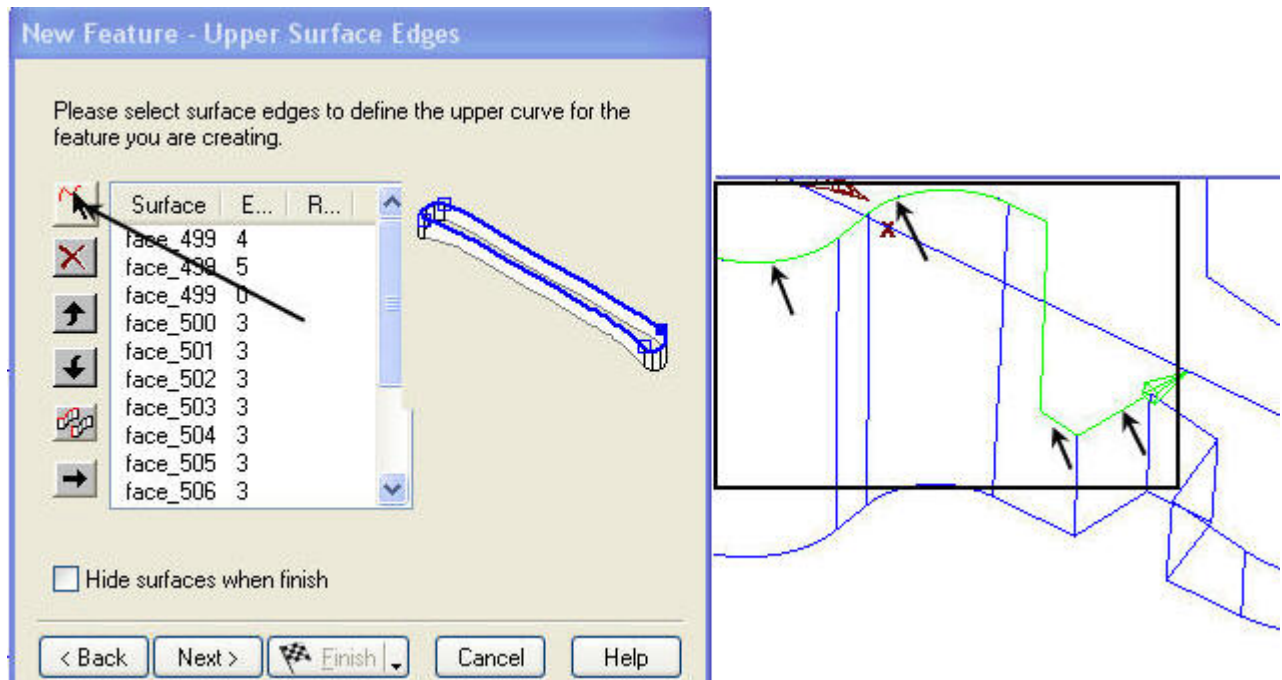 New Feature - Upper Surface Edges
Please select surface edges to define the upper curve for the
feature you are creating.
Surface E... R...
face_499 4
face_499 5
face_499 0
face_500 3
face_501 3
face_502 3
face_503 3
face_504 3
face_505 3
face_506 3
Hide surfaces when finish
< Back Next > Finish Cancel Help
x